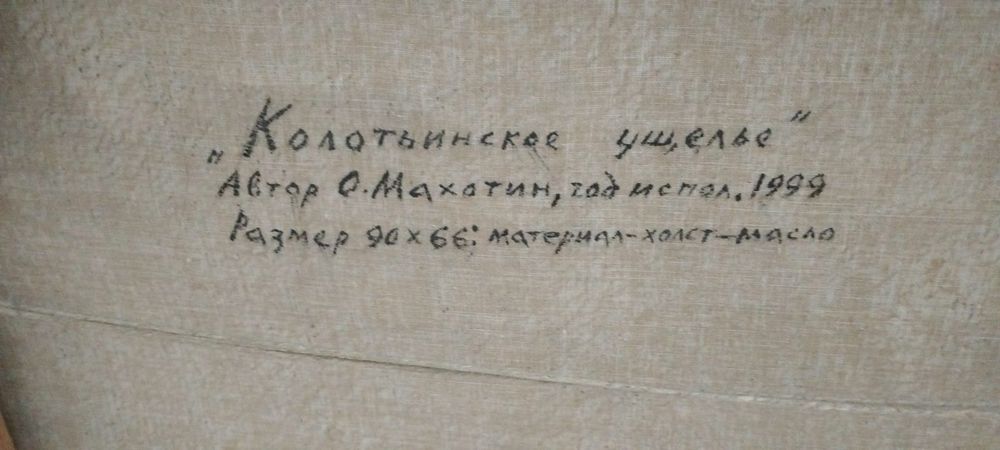 „Колотьинское ущелье"
Автор О. Махотин, год испол. 1999
Размер 90х66: материал-холст-масло